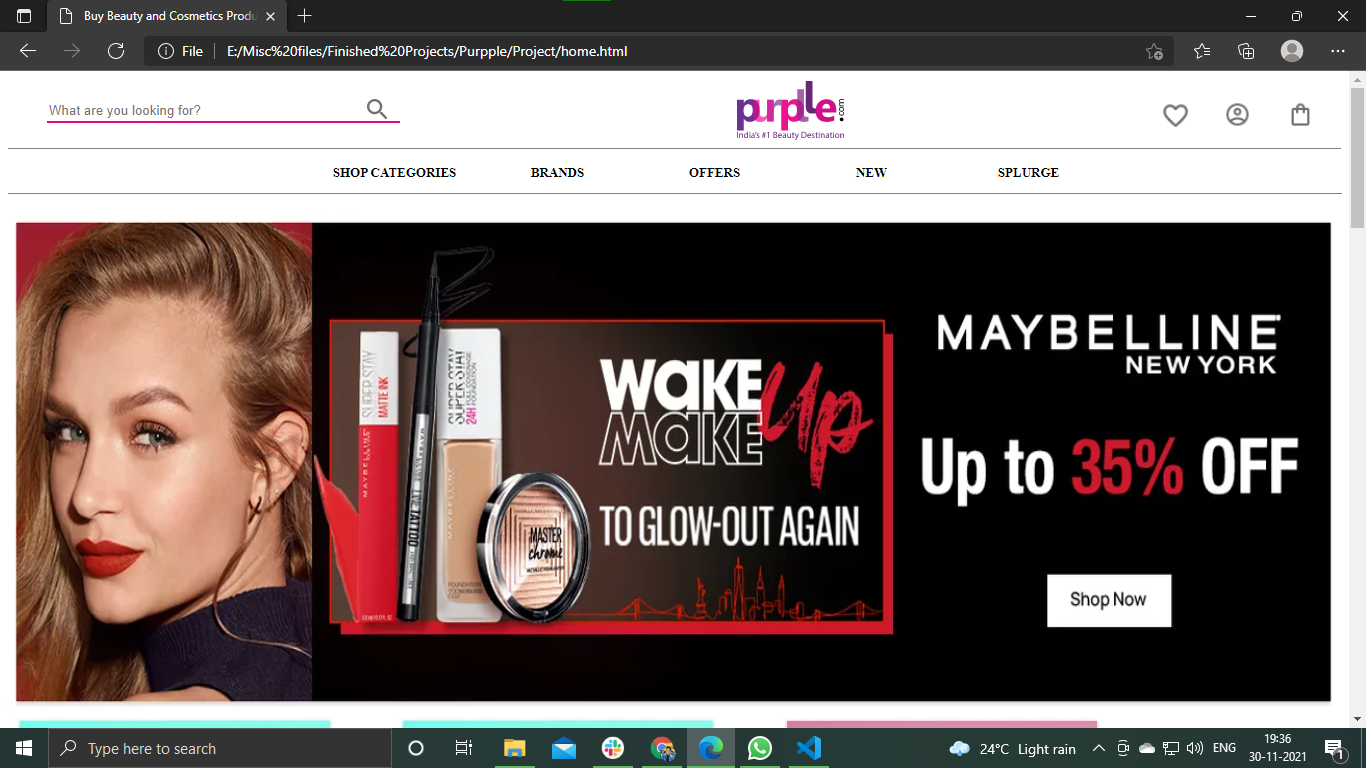 Buy Beauty and Cosmetics Produ
File
E:/Misc%20files/Finished%20Projects/Purpple/Project/home.html
What are you looking for?
purplle.com
India's #1 Beauty Destination
SHOP CATEGORIES BRANDS OFFERS NEW SPLURGE
SUPER STAY
MATTE INK
MAYBELLINE
SUPER STAY
24H
FOUNDATION
MAYBELLINE
TATTOO
MASTER
chrome
WAKE
MAKE
Up
TO GLOW-OUT AGAIN
MAYBELLINE
NEW YORK
Up to 35% OFF
Shop Now
Type here to search
24°C Light rain
ENG
19:36
30-11-2021
1